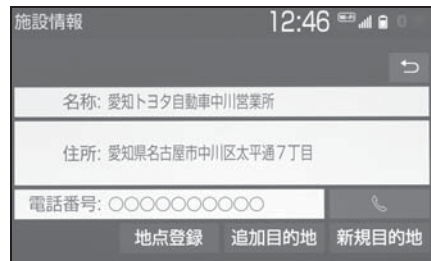 施設情報
12:46
名称: 愛知トヨタ自動車中川営業所
住所: 愛知県名古屋市中川区太平通7丁目
電話番号: ○○○○○○○○○○
地点登録 追加目的地 新規目的地